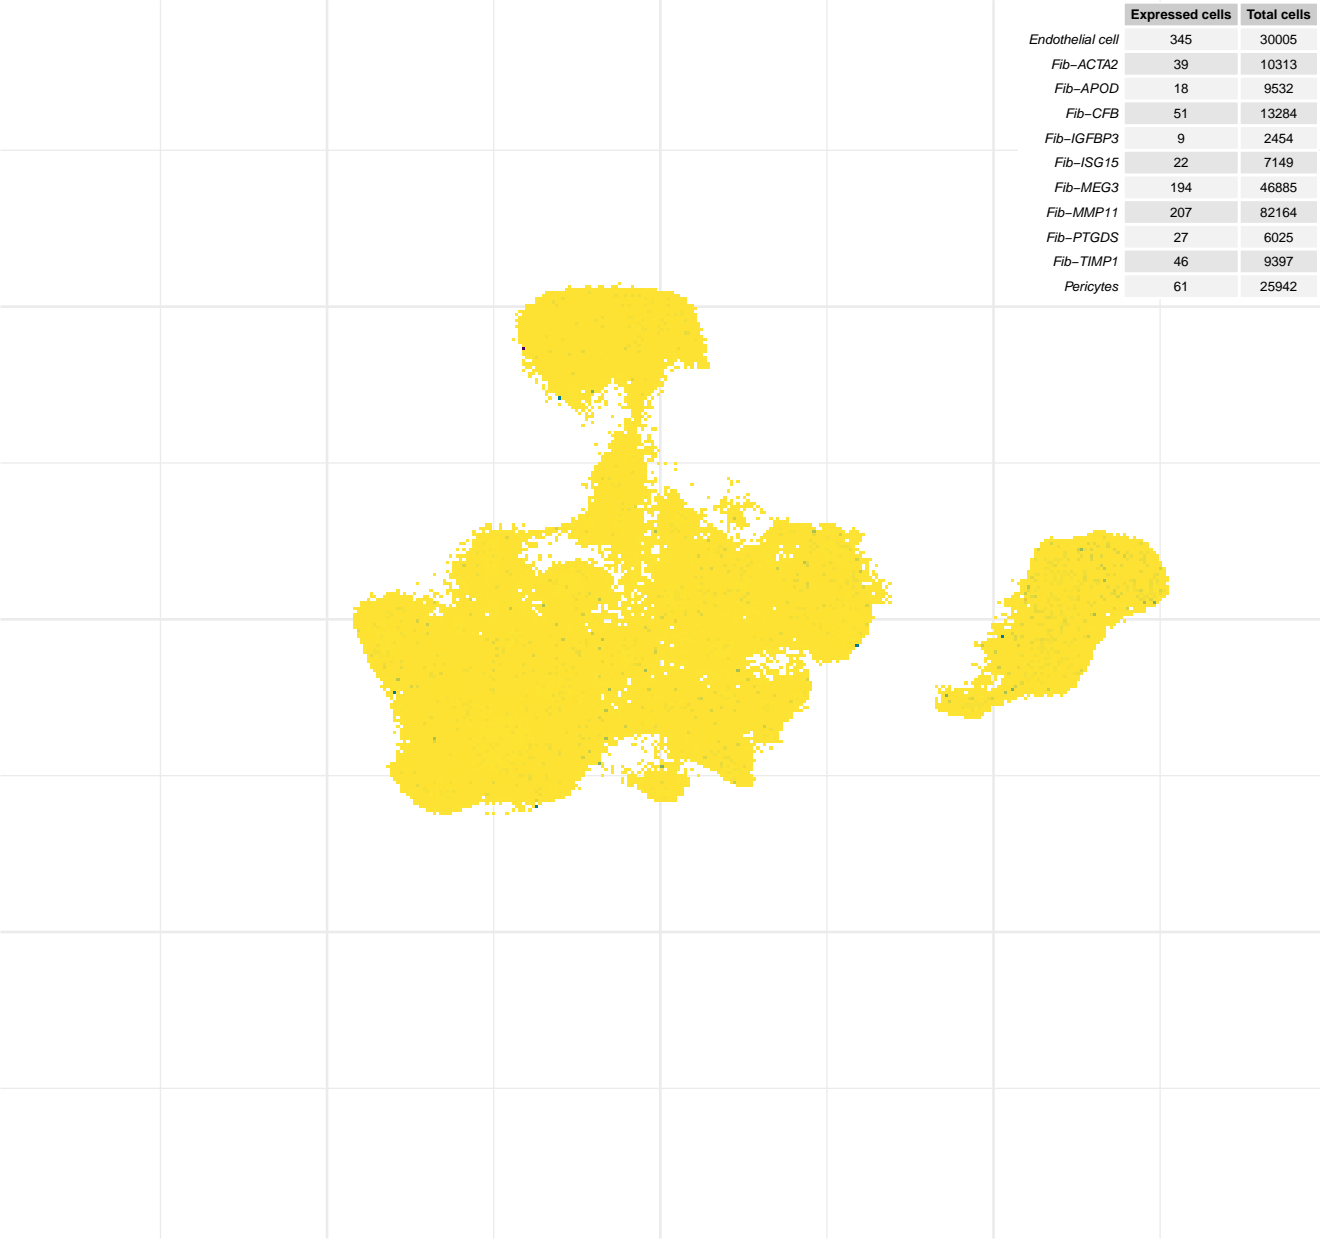 Expressed cells Total cells
Endothelial cell 345 30005
Fib−ACTA2 39 10313
Fib−APOD 18 9532
Fib−CFB 51 13284
Fib−IGFBP3 9 2454
Fib−ISG15 22 7149
Fib−MEG3 194 46885
Fib−MMP11 207 82164
Fib−PTGDS 27 6025
Fib−TIMP1 46 9397
Pericytes 61 25942